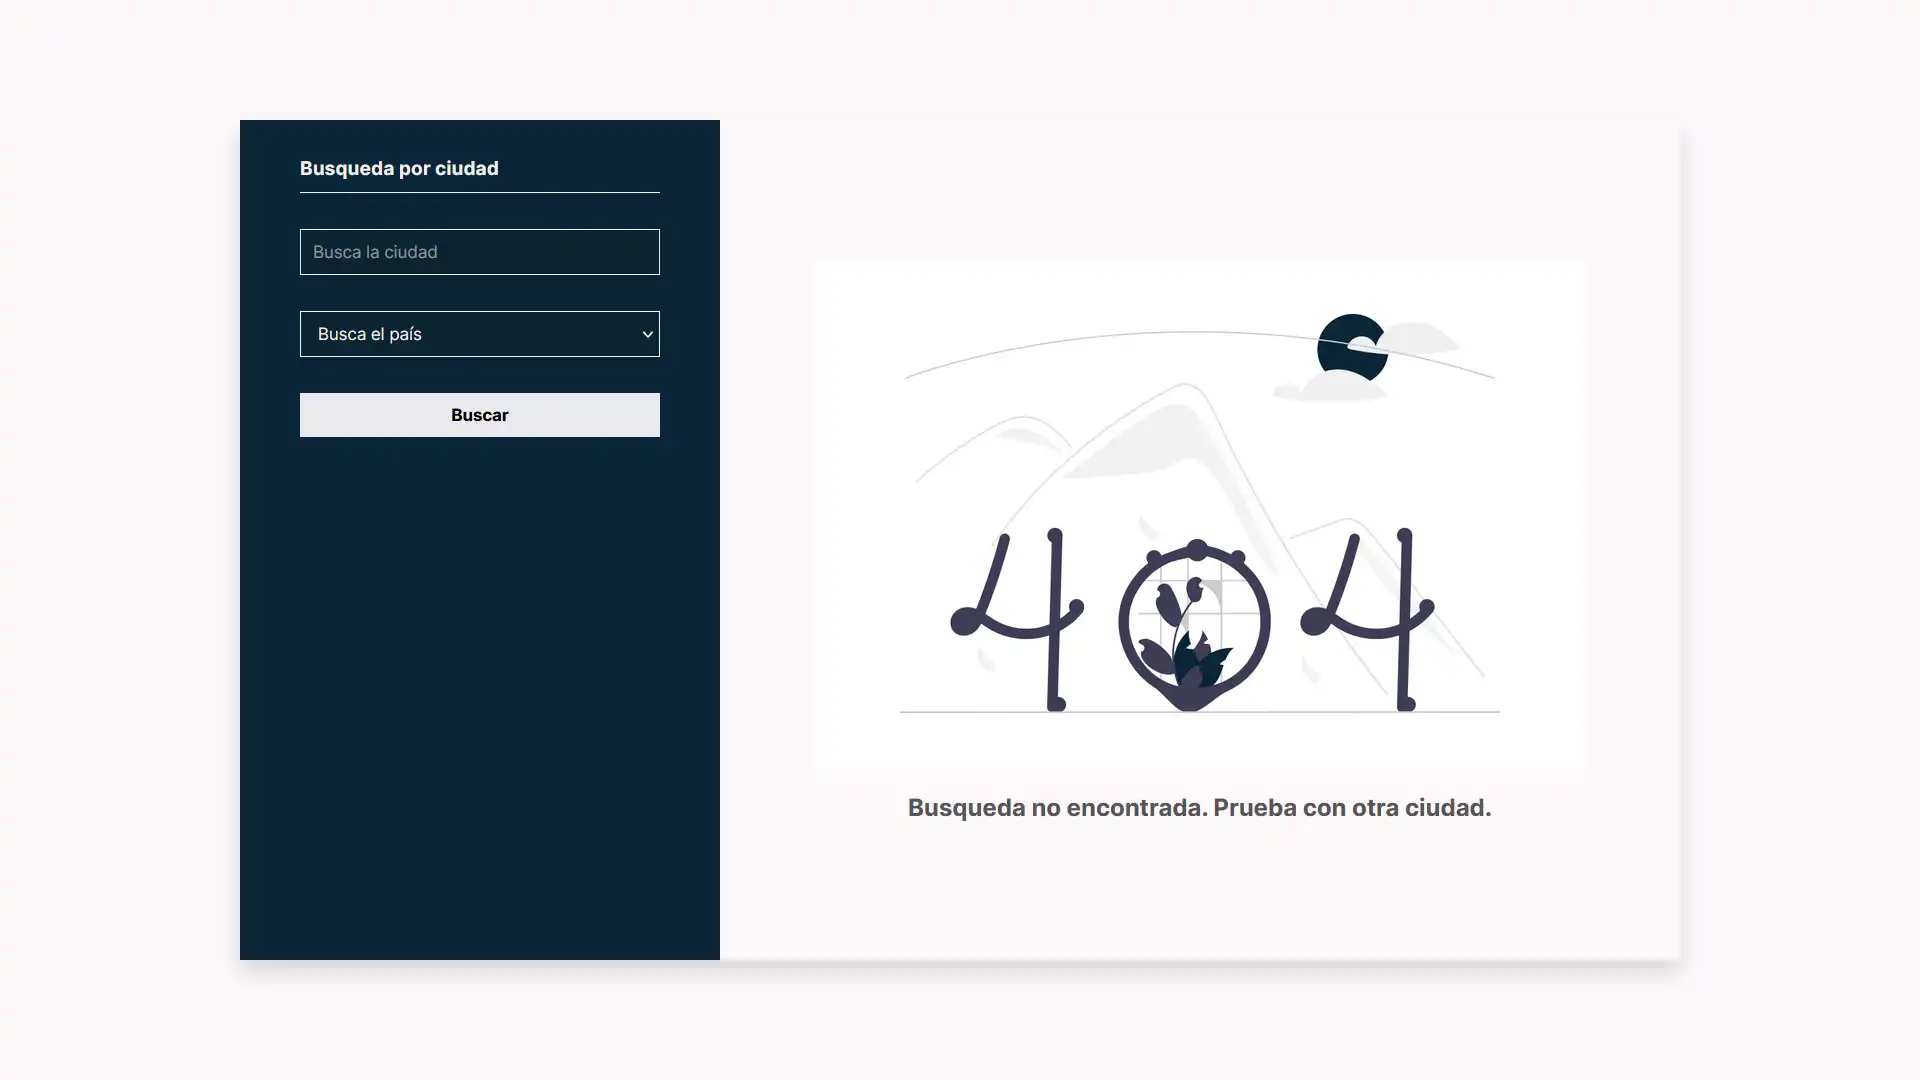 Busqueda por ciudad
Busca la ciudad
Busca el país
Buscar
404
Busqueda no encontrada. Prueba con otra ciudad.